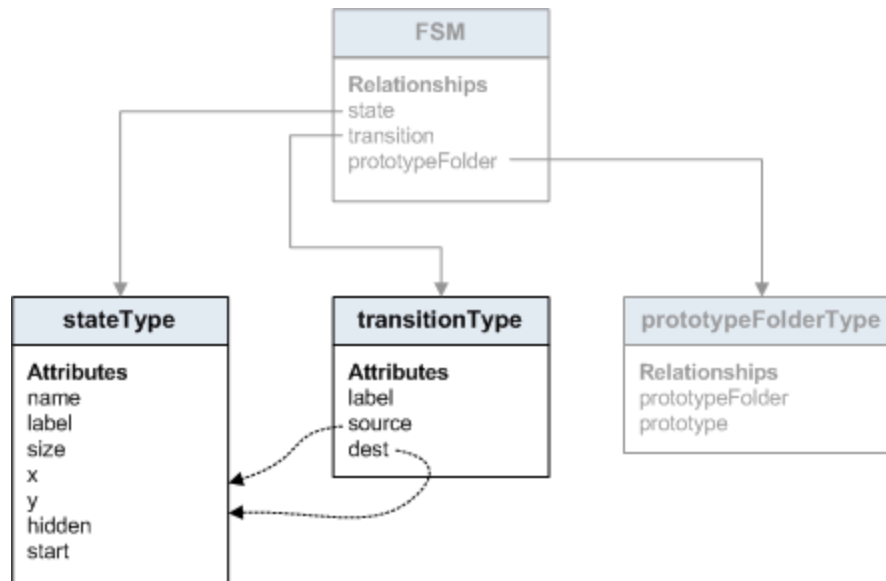 FSM
Relationships
state
transition
prototypeFolder
stateType
Attributes
name
label
size
x
y
hidden
start
transitionType
Attributes
label
source
dest
prototypeFolderType
Relationships
prototypeFolder
prototype